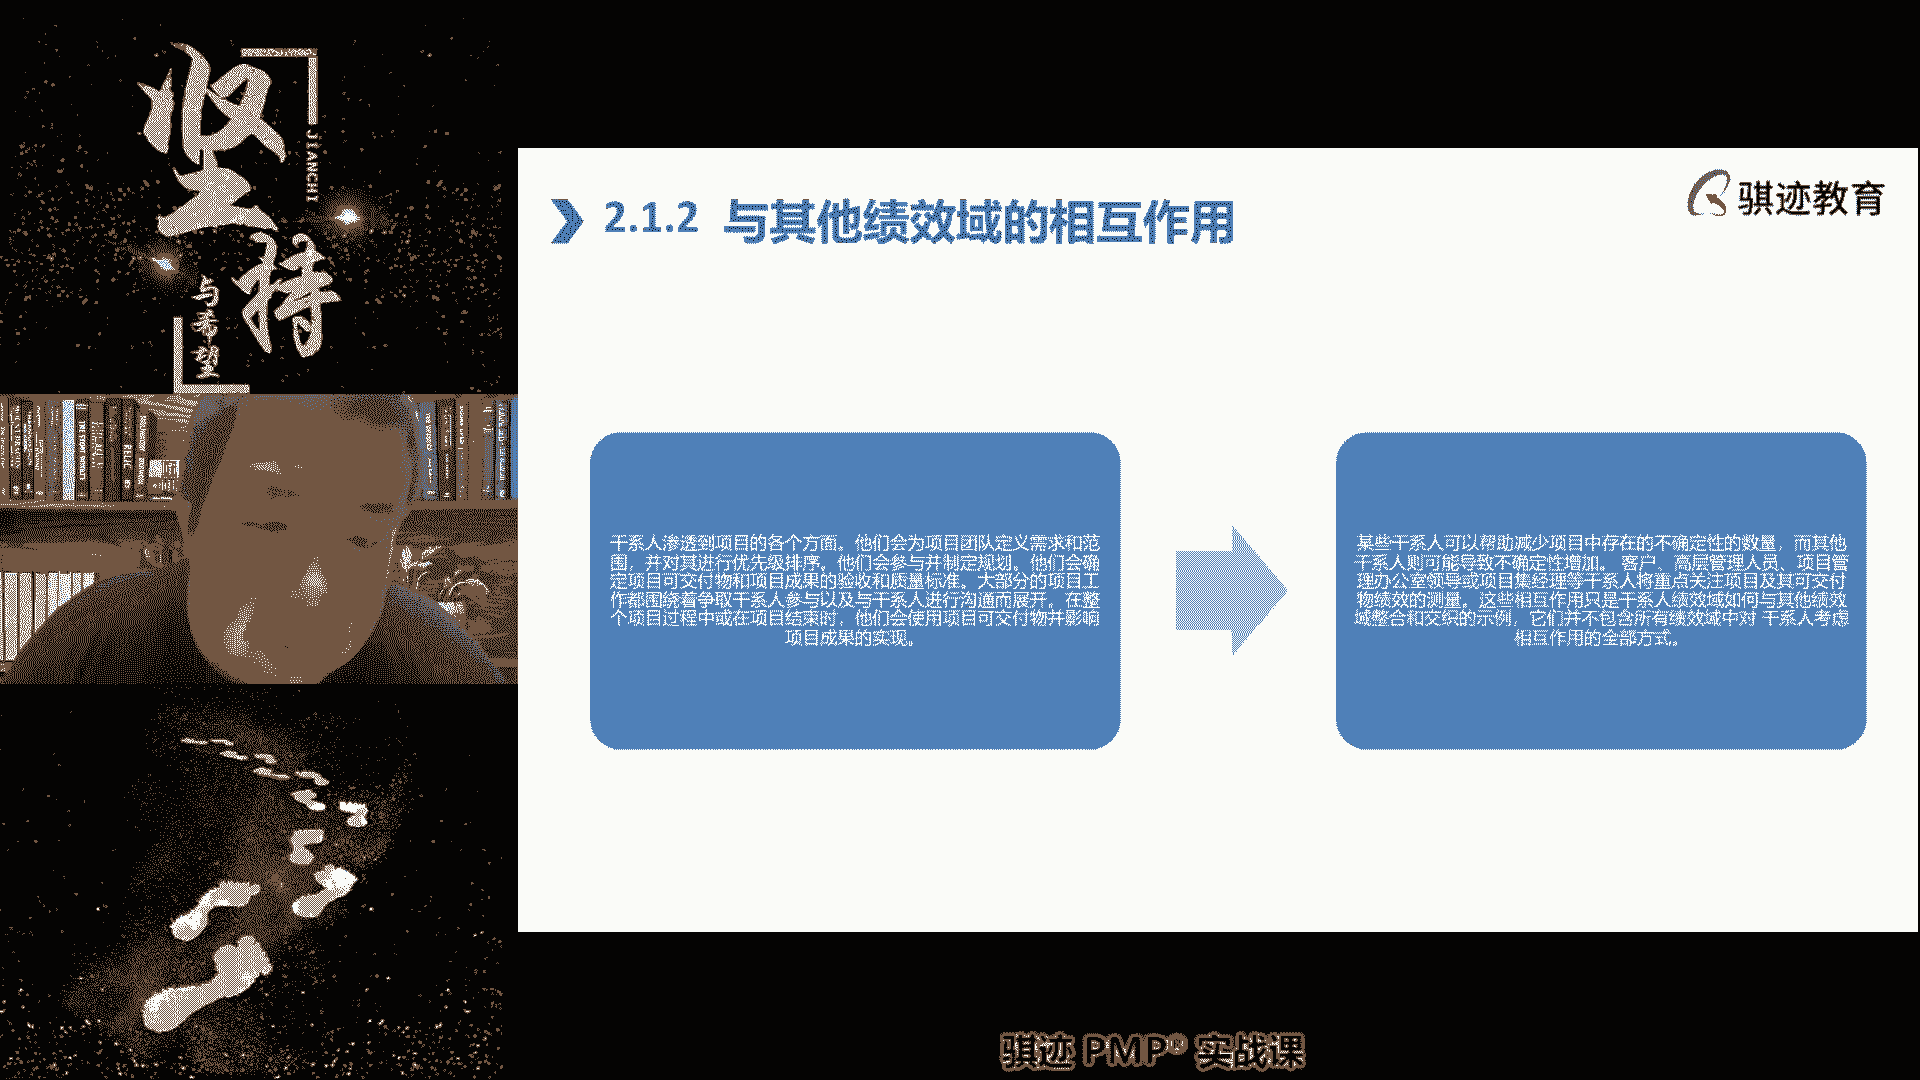 坚持
JIANCHI
与希望
2.1.2 与其他绩效域的相互作用
骐迹教育
干系人渗透到项目的各个方面。他们会为项目团队定义需求和范
围，并对其进行优先级排序。他们会参与并制定规划。他们会确
定项目可交付物和项目成果的验收和质量标准。大部分的项目工
作都围绕着争取干系人参与以及与干系人进行沟通而展开。在整
个项目过程中或在项目结束时，他们会使用项目可交付物并影响
项目成果的实现。
某些干系人可以帮助减少项目中存在的不确定性的数量，而其他
干系人则可能导致不确定性增加。 客户、高层管理人员、项目管
理办公室领导或项目集经理等干系人将重点关注项目及其可交付
物绩效的测量。这些相互作用只是干系人绩效域如何与其他绩效
域整合和交织的示例，它们并不包含所有绩效域中对 干系人考虑
相互作用的全部方式。
骐迹 PMP® 实战课